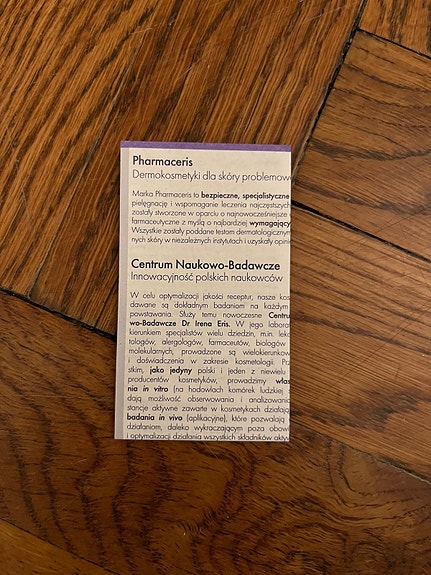 Pharmaceris
Dermokosmetyki dla skóry problemow
Marka Pharmaceris to bezpieczne, specjalistyczne
pielęgnację i wspomaganie leczenia najczęstszych
zostały stworzone w oparciu o najnowocześniejsze
farmaceutyczne z myślą o najbardziej wymagający
Wszystkie zostały poddane testom dermatologicznym
nych skóry w niezależnych instytutach i uzyskały opini
Centrum Naukowo-Badawcze
Innowacyjność polskich naukowców
W celu optymalizacji jakości receptur, nasze kos
dawane są dokładnym badaniom na każdym
powstawania. Służy temu nowoczesne Centru
wo-Badawcze Dr Irena Eris. W jego laborat
kierunkiem specjalistów wielu dziedzin, m.in. leka
tologów, alergologów, farmaceutów, biologów
molekularnych, prowadzone są wielokierunkow
i doświadczenia w zakresie kosmetologii. Prz
stkim, jako jedyny polski i jeden z niewielu
producentów kosmetyków, prowadzimy włas
nia in vitro (na hodowlach komórek ludzkiej
dają możliwość obserwowania i analizowania
stancje aktywne zawarte w kosmetykach działają
badania in vivo (aplikacyjne), które pozwalają
działaniom, daleko wykraczającym poza obowi
i optymalizacji działania wszystkich składników aktyw